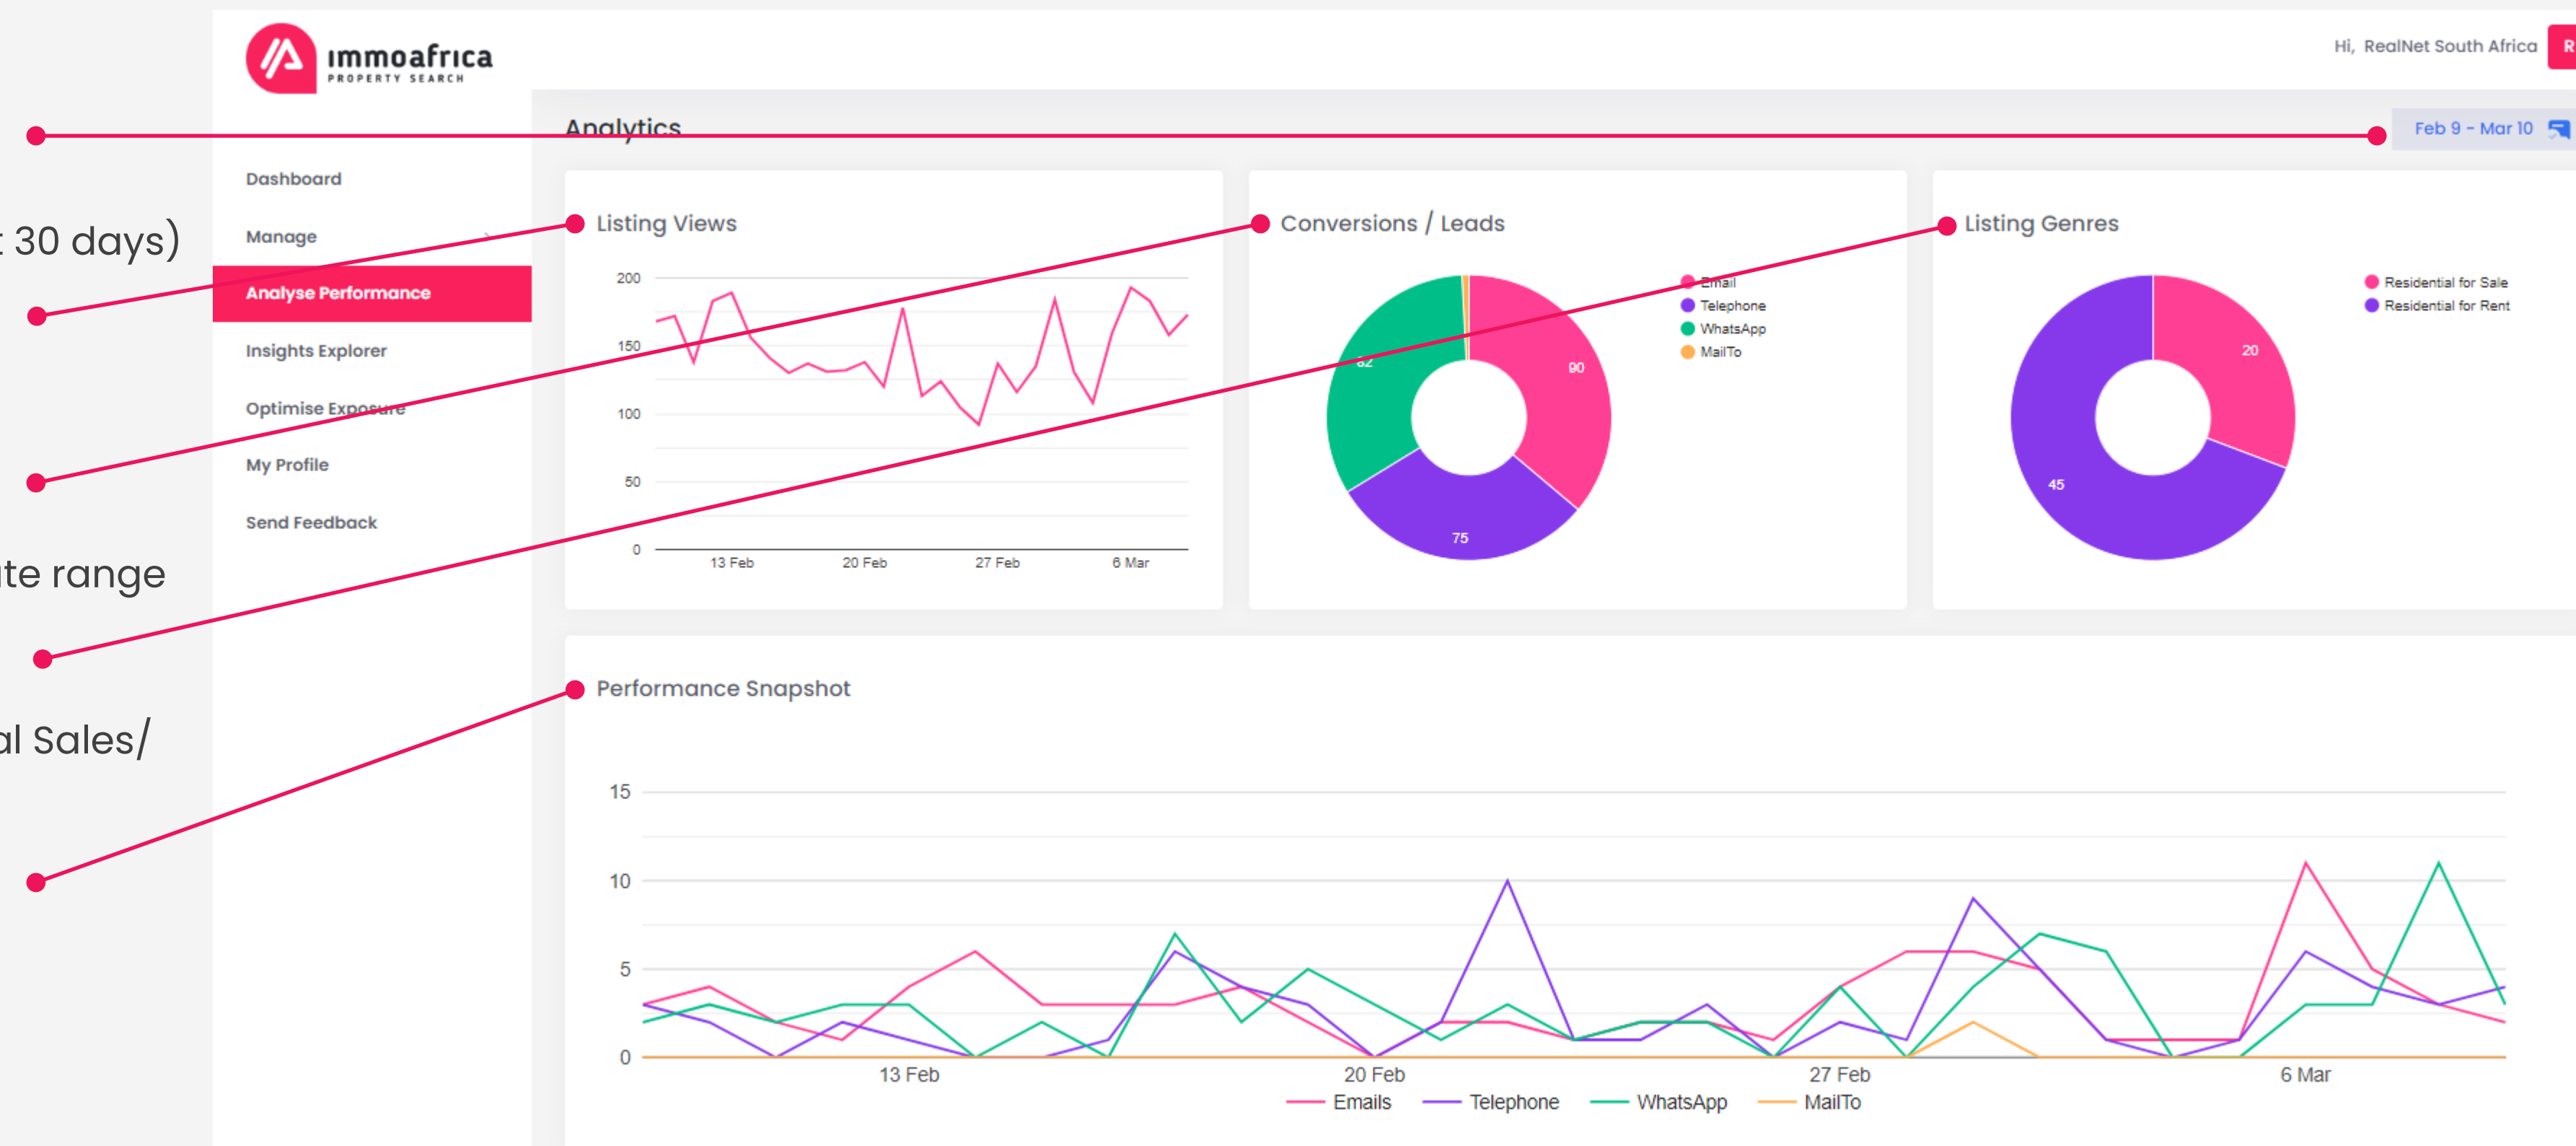 immoafrica
PROPERTY SEARCH
Hi, RealNet South Africa
R
Analytics
Feb 9 - Mar 10
30 days)
range
Sales/
Dashboard
Manage
Analyse Performance
Insights Explorer
Optimise Exposure
My Profile
Send Feedback
Listing Views
200
150
100
50
0
13 Feb
20 Feb
27 Feb
6 Mar
Conversions / Leads
Email
Telephone
WhatsApp
MailTo
82
90
75
Listing Genres
Residential for Sale
Residential for Rent
20
45
Performance Snapshot
15
10
5
0
13 Feb
20 Feb
27 Feb
6 Mar
Emails
Telephone
WhatsApp
MailTo